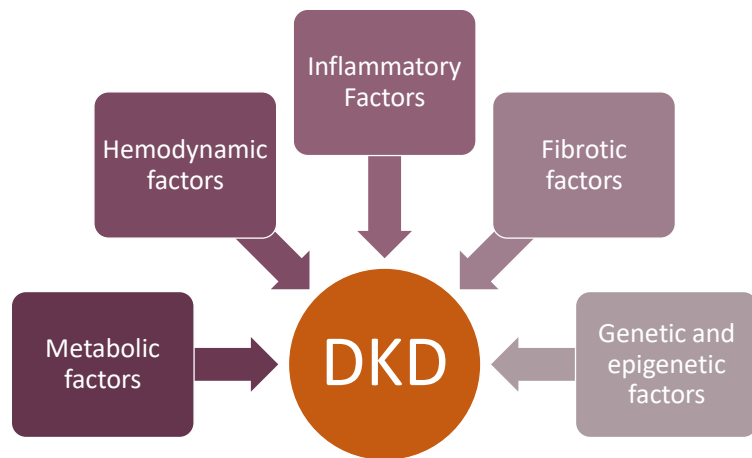 Inflammatory
Factors
Hemodynamic
factors
Fibrotic
factors
Metabolic
factors
DKD
Genetic and
epigenetic
factors